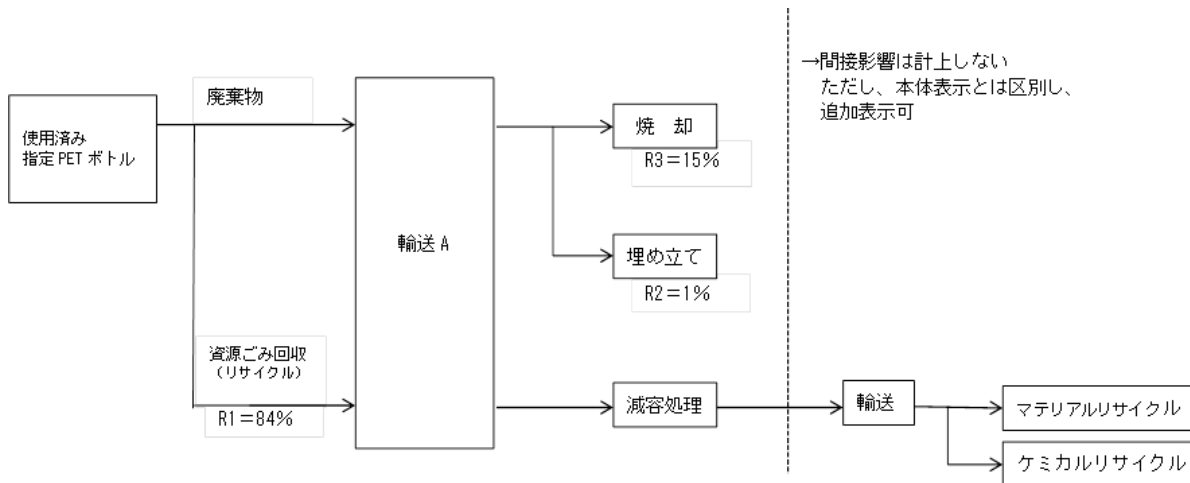 使用済み
指定PETボトル
廃棄物
資源ごみ回収
（リサイクル）
R1＝84％
輸送A
焼　却
R3＝15％
埋め立て
R2＝1％
減容処理
→間接影響は計上しない
ただし、本体表示とは区別し、
追加表示可
輸送
マテリアルリサイクル
ケミカルリサイクル